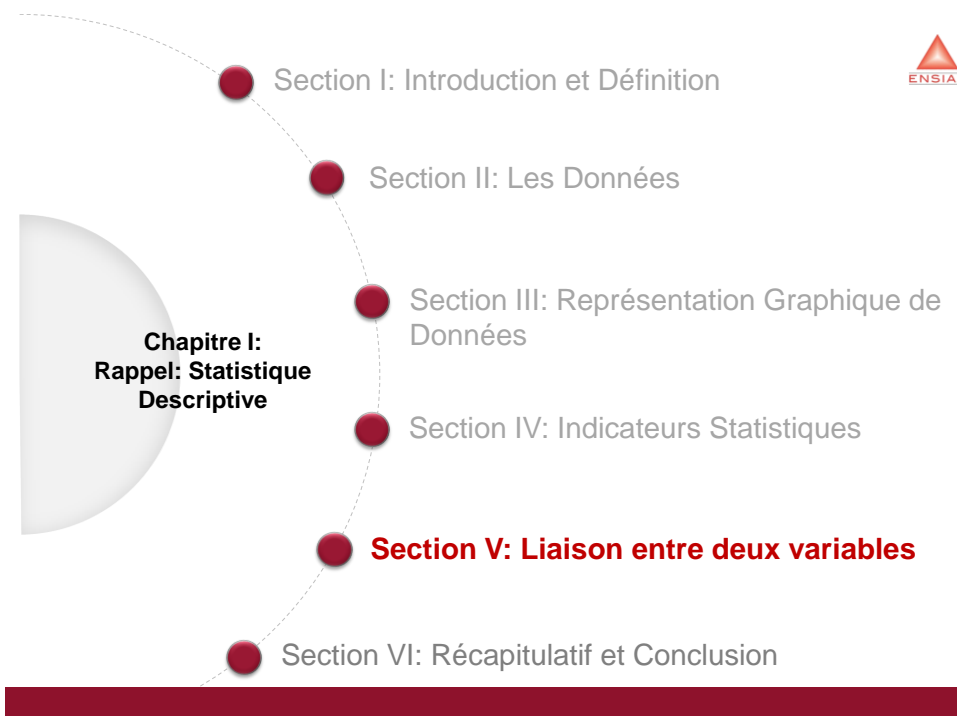 Section I: Introduction et Définition
ENSIA
Section II: Les Données
Section III: Représentation Graphique de
Données
Chapitre I:
Rappel: Statistique
Descriptive
Section IV: Indicateurs Statistiques
Section V: Liaison entre deux variables
Section VI: Récapitulatif et Conclusion